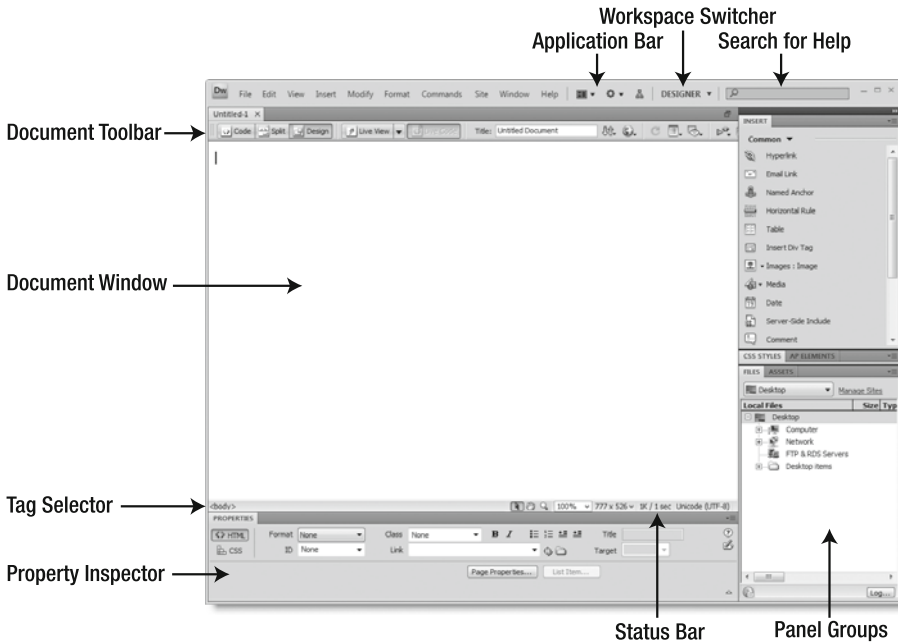 Workspace Switcher
Application Bar
Search for Help
Dw File Edit View Insert Modify Format Commands Site Window Help DESIGNER
Untitled-1
Document Toolbar
Code Split Design Live View Live Code Title: Untitled Document
INSERT
Common
Hyperlink
Email Link
Named Anchor
Horizontal Rule
Table
Insert Div Tag
Images : Image
Media
Date
Server-Side Include
Comment
Document Window
CSS STYLES AP ELEMENTS
FILES ASSETS
Desktop Manage Sites
Local Files Size Typ
Desktop
Computer
Network
FTP & RDS Servers
Desktop items
Tag Selector
<body> 100% 777 x 526 1K / 1 sec Unicode (UTF-8)
PROPERTIES
HTML Format None Class None B I Title
CSS ID None Link Target
Property Inspector
Page Properties... List Item...
Log...
Status Bar
Panel Groups